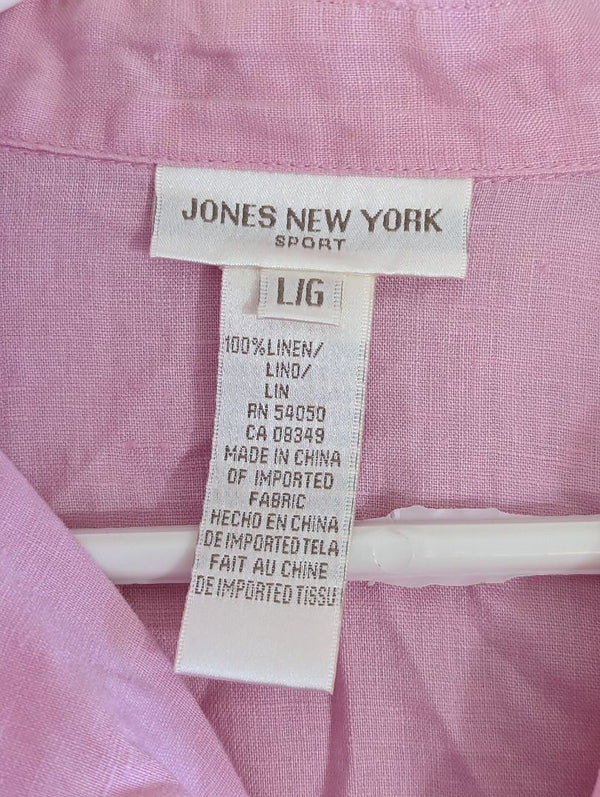 JONES NEW YORK
SPORT
L/G
100%LINEN/
LINO/
LIN
RN 54050
CA 08349
MADE IN CHINA
OF IMPORTED
FABRIC
HECHO EN CHINA
DE IMPORTED TELA
FAIT AU CHINE
DE IMPORTED TISSU